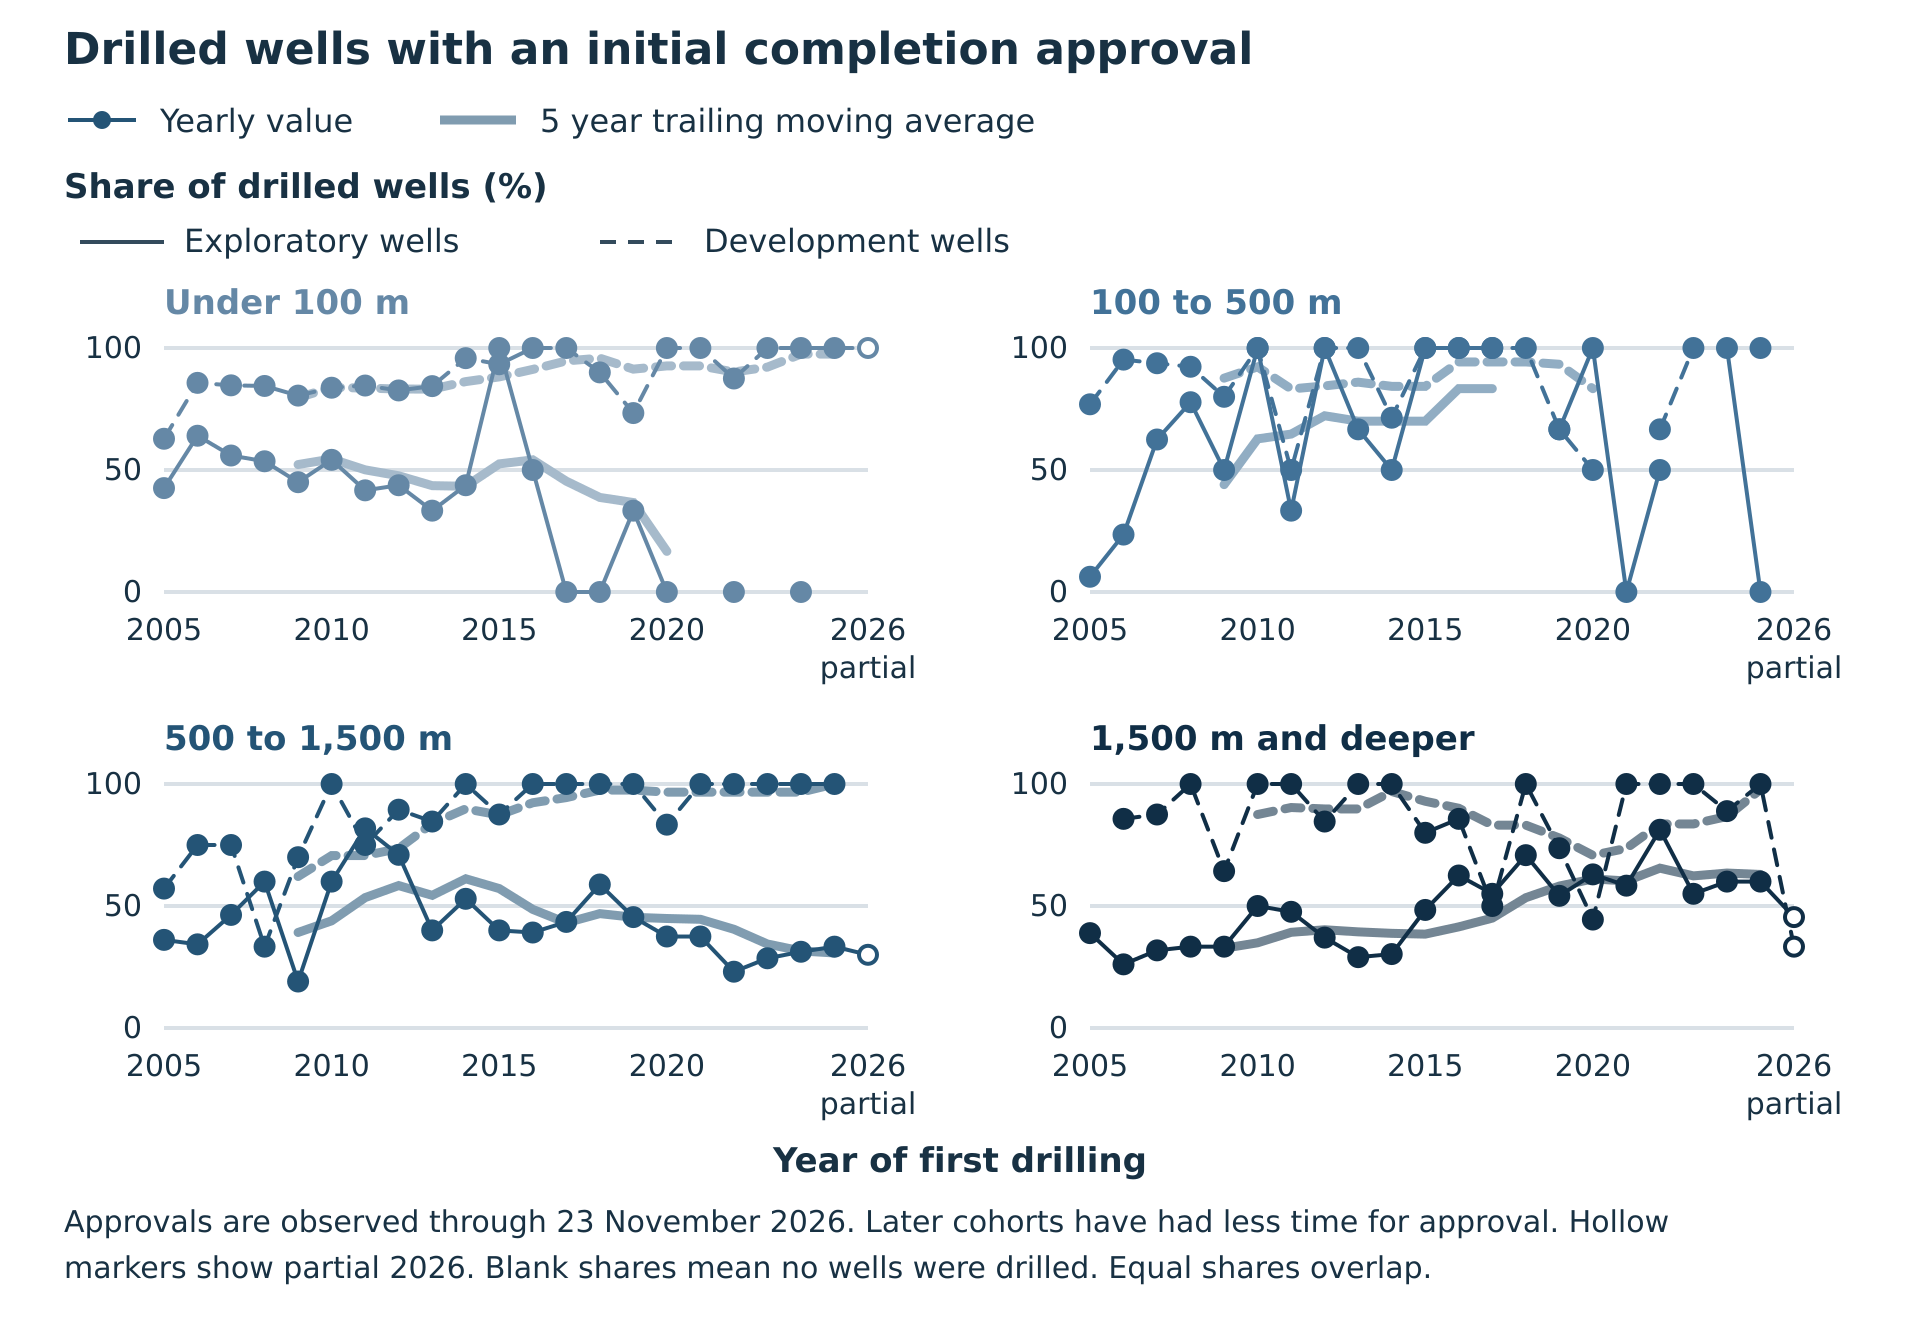 Drilled wells with an initial completion approval
Yearly value 5 year trailing moving average
Share of drilled wells (%)
Exploratory wells Development wells
Under 100 m
100
50
0
2005 2010 2015 2020 2026
partial
100 to 500 m
100
50
0
2005 2010 2015 2020 2026
partial
500 to 1,500 m
100
50
0
2005 2010 2015 2020 2026
partial
1,500 m and deeper
100
50
0
2005 2010 2015 2020 2026
partial
Year of first drilling
Approvals are observed through 23 November 2026. Later cohorts have had less time for approval. Hollow
markers show partial 2026. Blank shares mean no wells were drilled. Equal shares overlap.